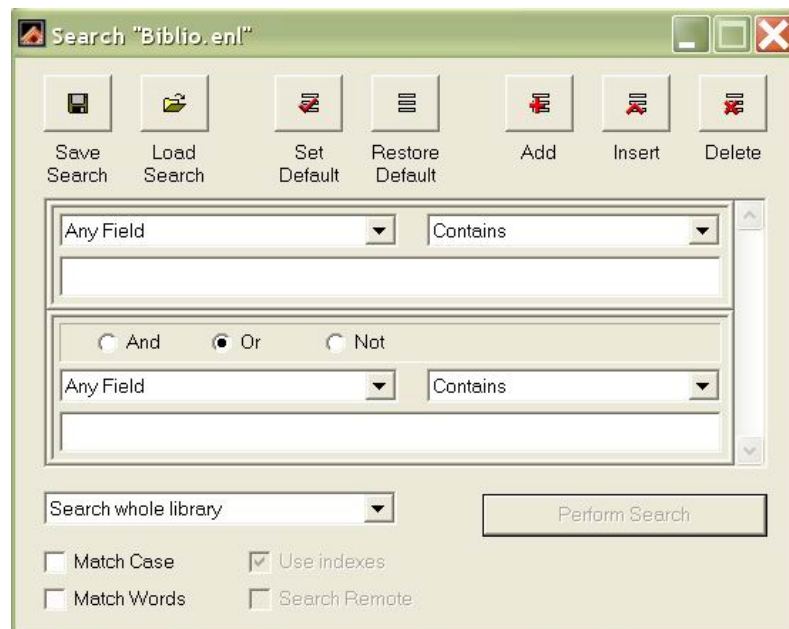 Search "Biblio.enl"
Save Search
Load Search
Set Default
Restore Default
Add
Insert
Delete
Any Field
Contains
And
Or
Not
Any Field
Contains
Search whole library
Perform Search
Match Case
Use indexes
Match Words
Search Remote